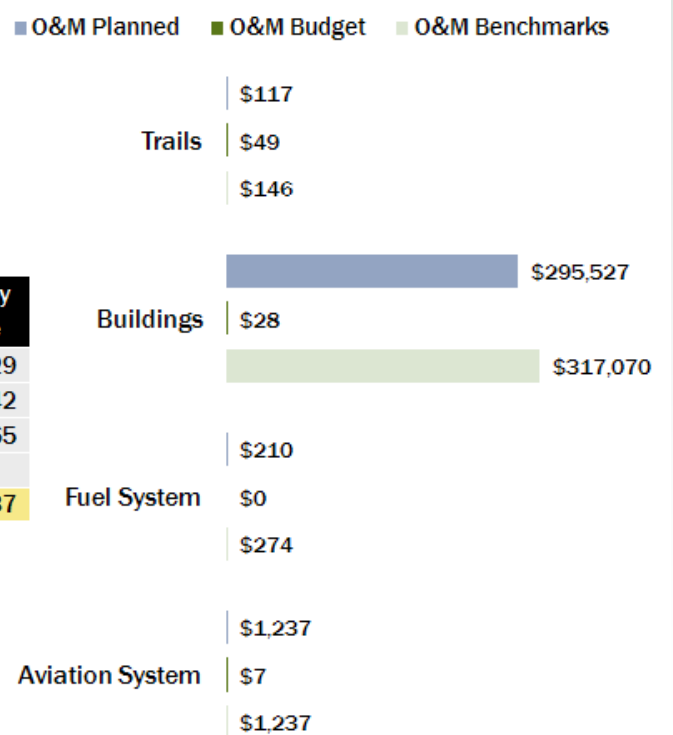 O&M Planned O&M Budget O&M Benchmarks
$117
Trails $49
$146
$295,527
Buildings $28
$317,070
$210
Fuel System $0
$274
$1,237
Aviation System $7
$1,237